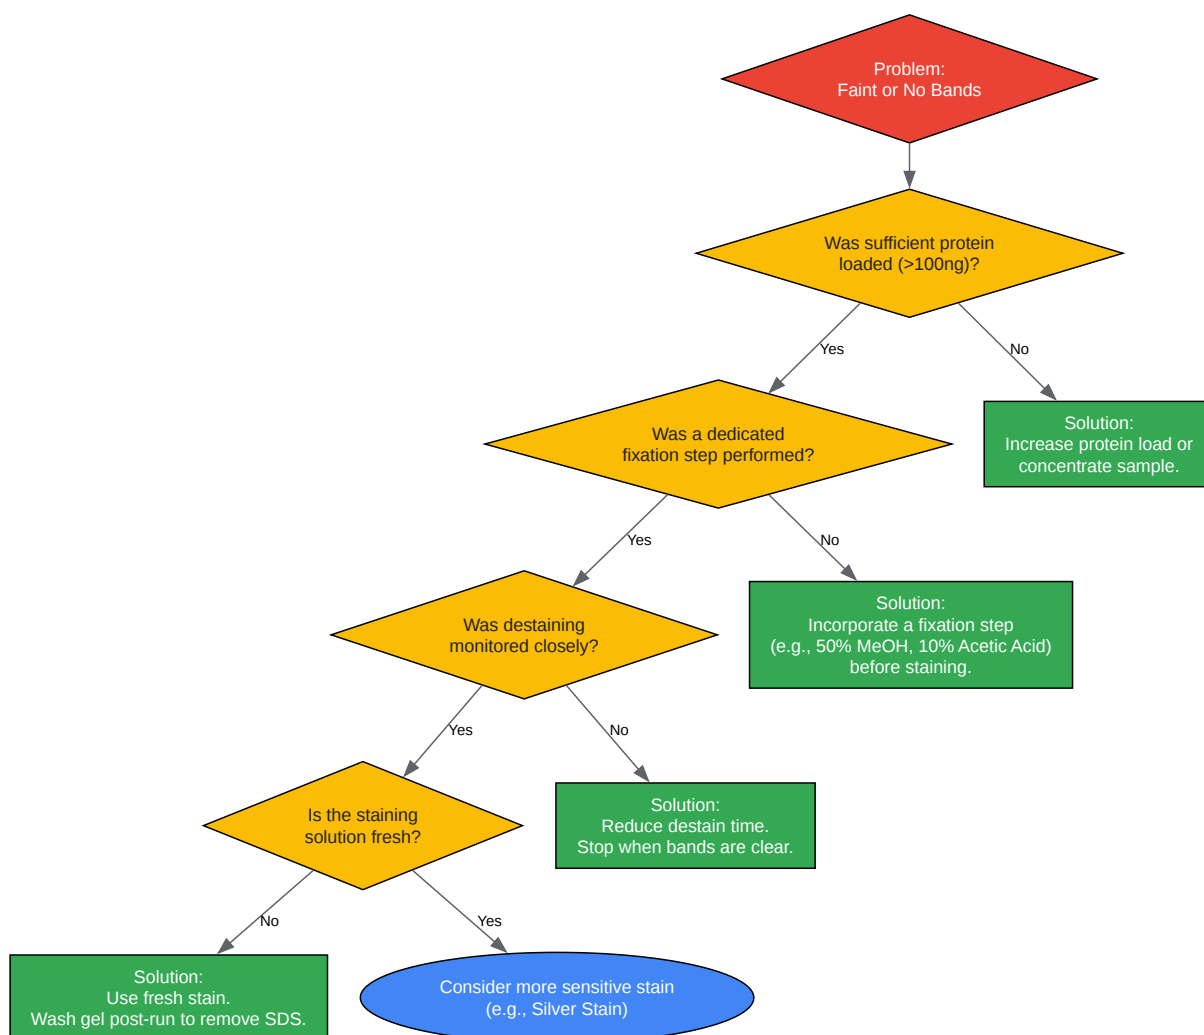 Problem:
Faint or No Bands
Was sufficient protein
loaded (>100ng)?
Yes
No
Was a dedicated
fixation step performed?
Solution:
Increase protein load or
concentrate sample.
Yes
No
Was destaining
monitored closely?
Solution:
Incorporate a fixation step
(e.g., 50% MeOH, 10% Acetic Acid)
before staining.
Yes
No
Is the staining
solution fresh?
Solution:
Reduce destain time.
Stop when bands are clear.
No
Yes
Solution:
Use fresh stain.
Wash gel post-run to remove SDS.
Consider more sensitive stain
(e.g., Silver Stain)